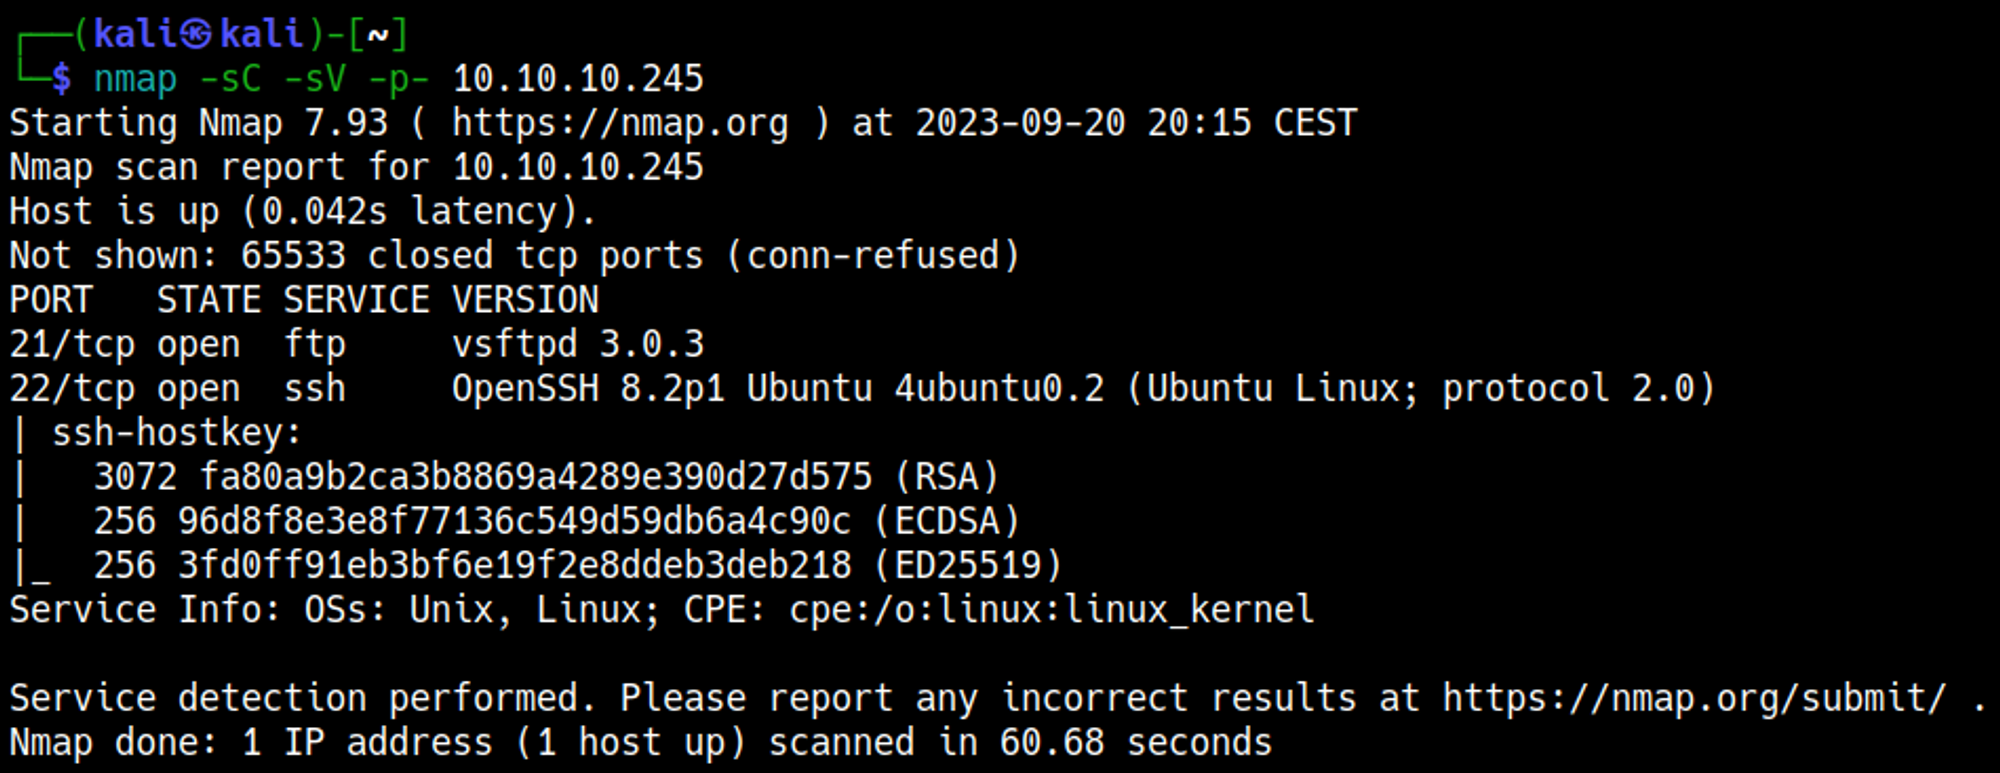 ┌──(kali㉿kali)-[~]
└─$ nmap -sC -sV -p- 10.10.10.245
Starting Nmap 7.93 ( https://nmap.org ) at 2023-09-20 20:15 CEST
Nmap scan report for 10.10.10.245
Host is up (0.042s latency).
Not shown: 65533 closed tcp ports (conn-refused)
PORT   STATE SERVICE VERSION
21/tcp open  ftp     vsftpd 3.0.3
22/tcp open  ssh     OpenSSH 8.2p1 Ubuntu 4ubuntu0.2 (Ubuntu Linux; protocol 2.0)
| ssh-hostkey:
|   3072 fa80a9b2ca3b8869a4289e390d27d575 (RSA)
|   256 96d8f8e3e8f77136c549d59db6a4c90c (ECDSA)
|_  256 3fd0ff91eb3bf6e19f2e8ddeb3deb218 (ED25519)
Service Info: OSs: Unix, Linux; CPE: cpe:/o:linux:linux_kernel

Service detection performed. Please report any incorrect results at https://nmap.org/submit/ .
Nmap done: 1 IP address (1 host up) scanned in 60.68 seconds